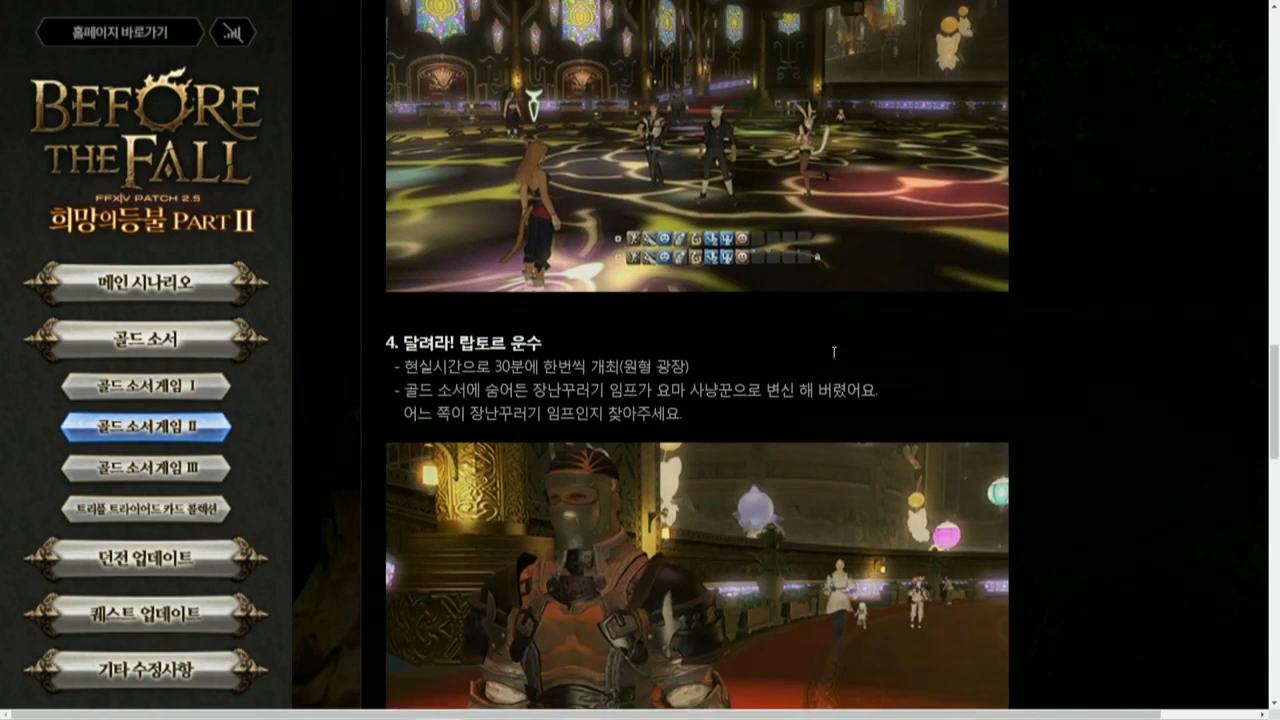 홈페이지 바로가기
BEFORE
THE FALL
FFXIV PATCH 2.5
희망의 등불 PART II
메인 시나리오
골드 소서
골드 소서 게임 I
골드 소서 게임 II
골드 소서 게임 III
트리플 트라이어드 카드 콜렉션
던전 업데이트
퀘스트 업데이트
기타 수정사항
4. 달려라! 랍토르 운수
- 현실시간으로 30분에 한번씩 개최(원형 광장)
- 골드 소서에 숨어든 장난꾸러기 임프가 요마 사냥꾼으로 변신 해 버렸어요.
어느 쪽이 장난꾸러기 임프인지 찾아주세요.